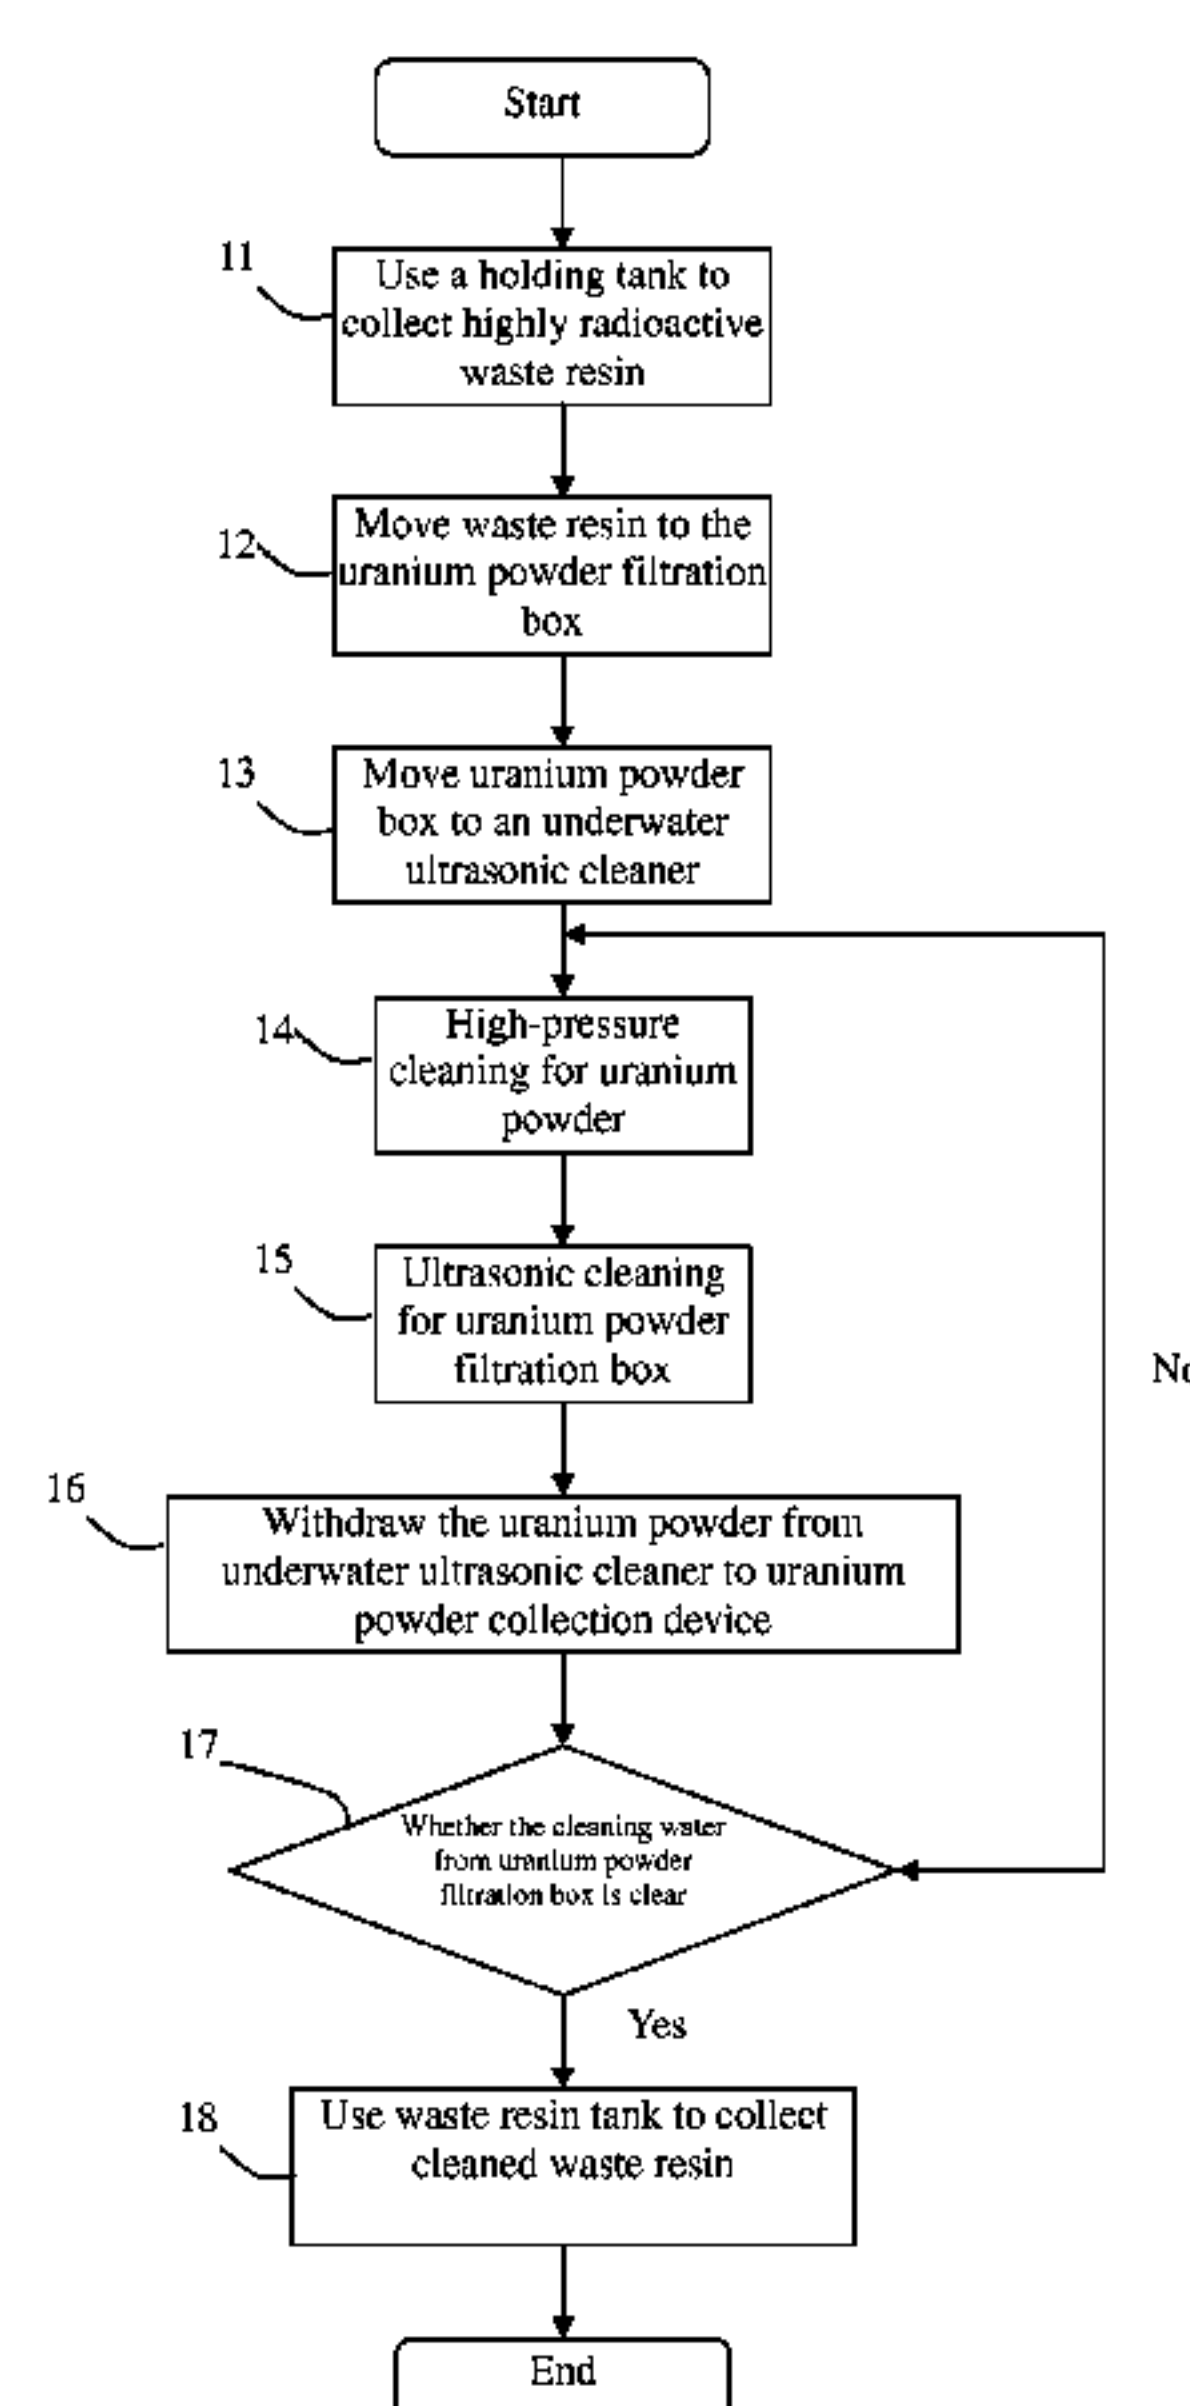 Start
11
Use a holding tank to
collect highly radioactive
waste resin
12
Move waste resin to the
uranium powder filtration
box
13
Move uranium powder
box to an underwater
ultrasonic cleaner
14
High-pressure
cleaning for uranium
powder
15
Ultrasonic cleaning
for uranium powder
filtration box
No
16
Withdraw the uranium powder from
underwater ultrasonic cleaner to uranium
powder collection device
17
Whether the cleaning water
from uranium powder
filtration box is clear
Yes
18
Use waste resin tank to collect
cleaned waste resin
End